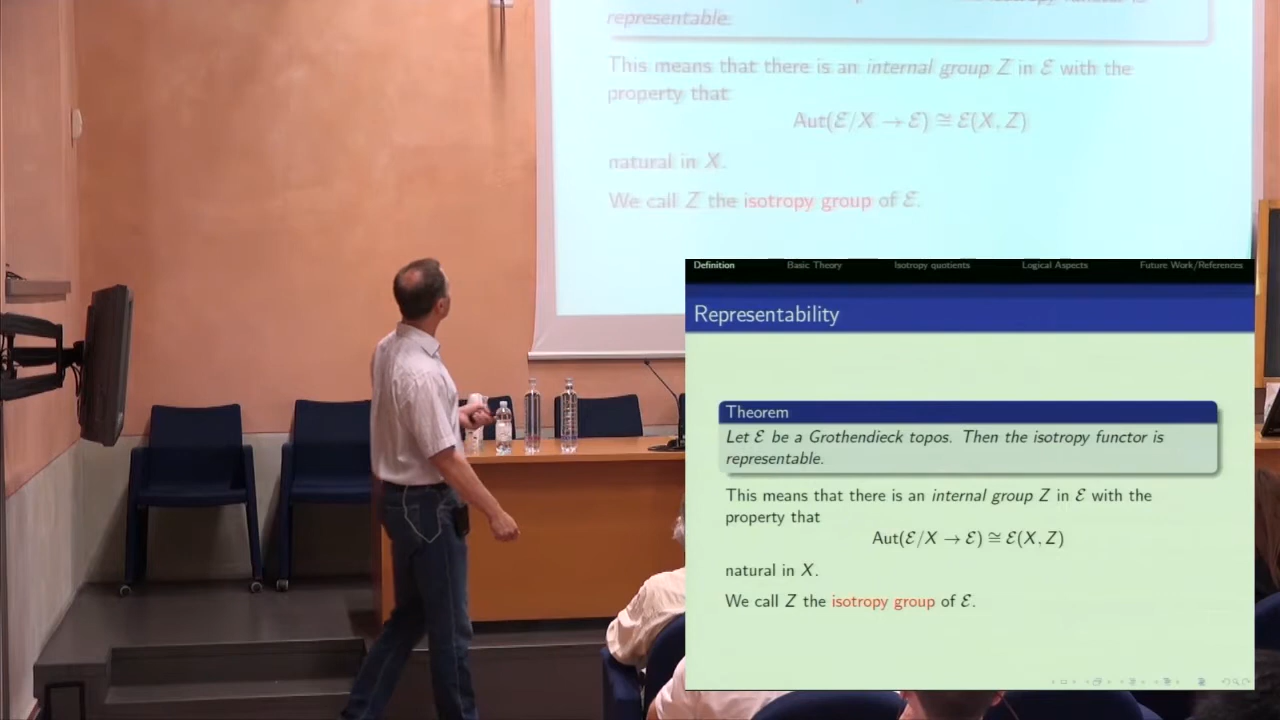 representable.
This means that there is an internal group Z in ℰ with the
property that
Aut(ℰ/X → ℰ) ≅ ℰ(X, Z)
natural in X.
We call Z the isotropy group of ℰ.
Definition Basic Theory Isotropy quotients Logical Aspects Future Work/References
Representability
Theorem
Let ℰ be a Grothendieck topos. Then the isotropy functor is
representable.
This means that there is an internal group Z in ℰ with the
property that
Aut(ℰ/X → ℰ) ≅ ℰ(X, Z)
natural in X.
We call Z the isotropy group of ℰ.